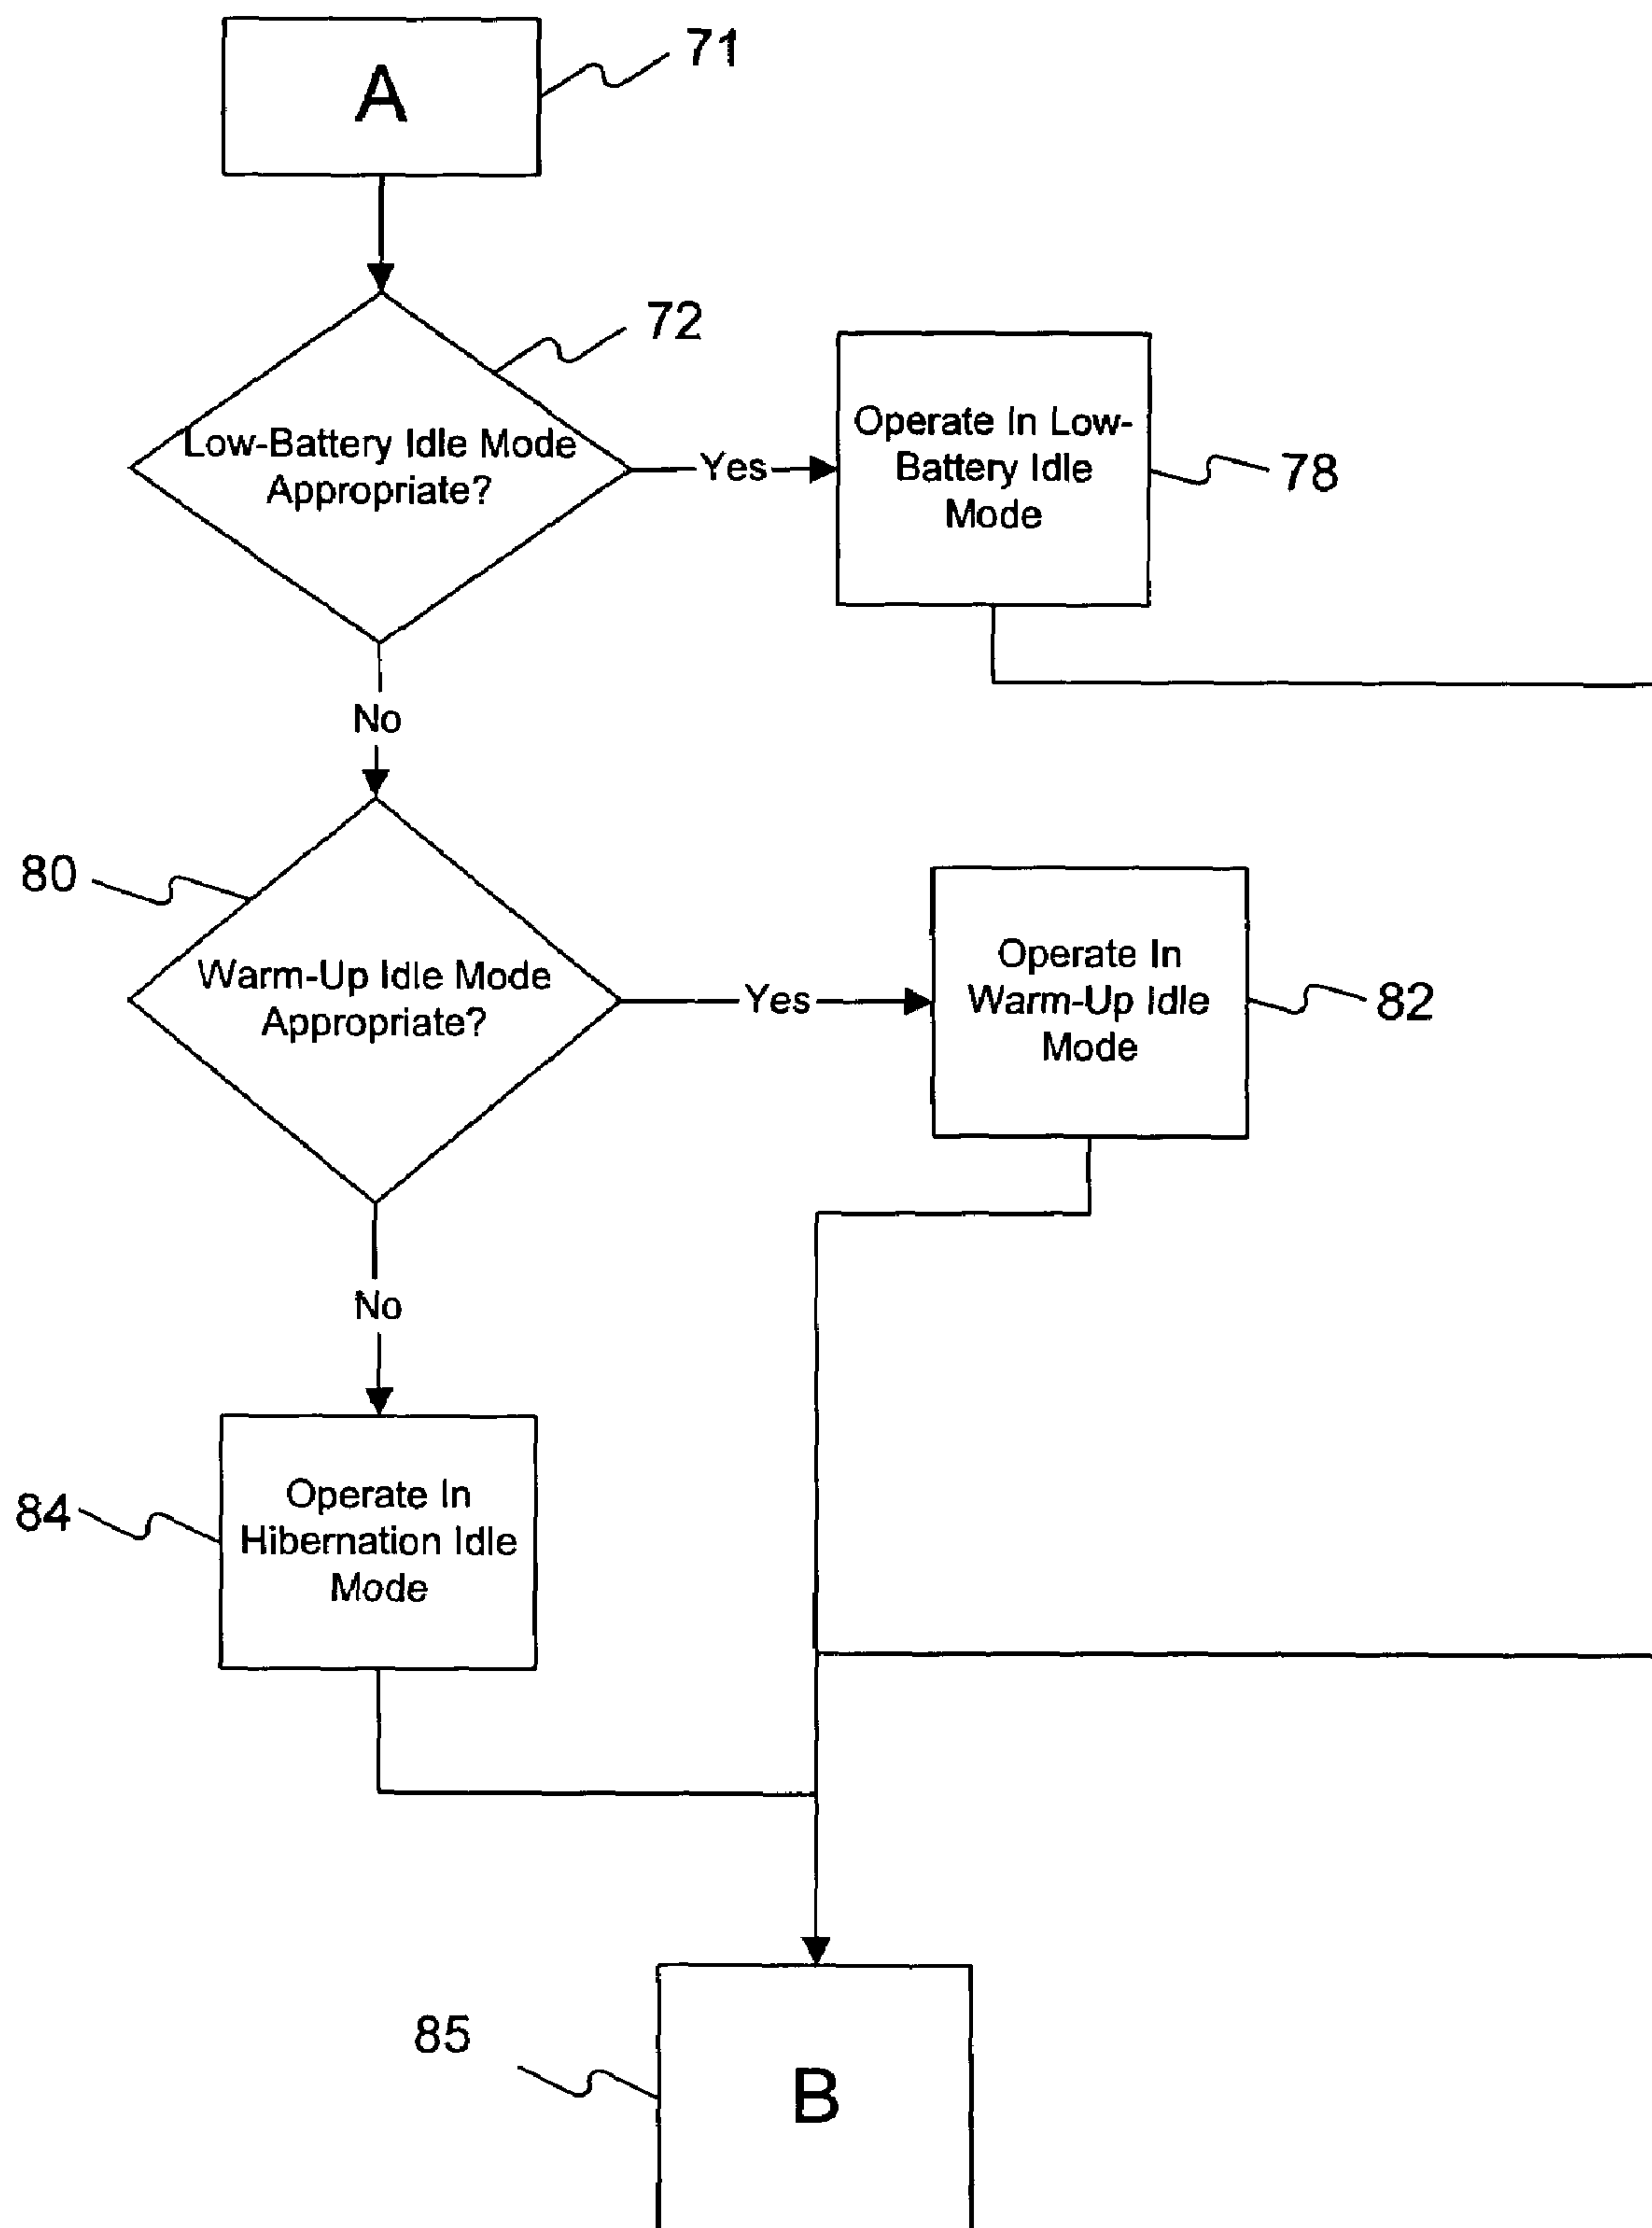 A
71
72
Low-Battery Idle Mode
Appropriate?
Yes
Operate In Low-
Battery Idle
Mode
78
No
80
Warm-Up Idle Mode
Appropriate?
Yes
Operate In
Warm-Up Idle
Mode
82
No
84
Operate In
Hibernation Idle
Mode
85
B